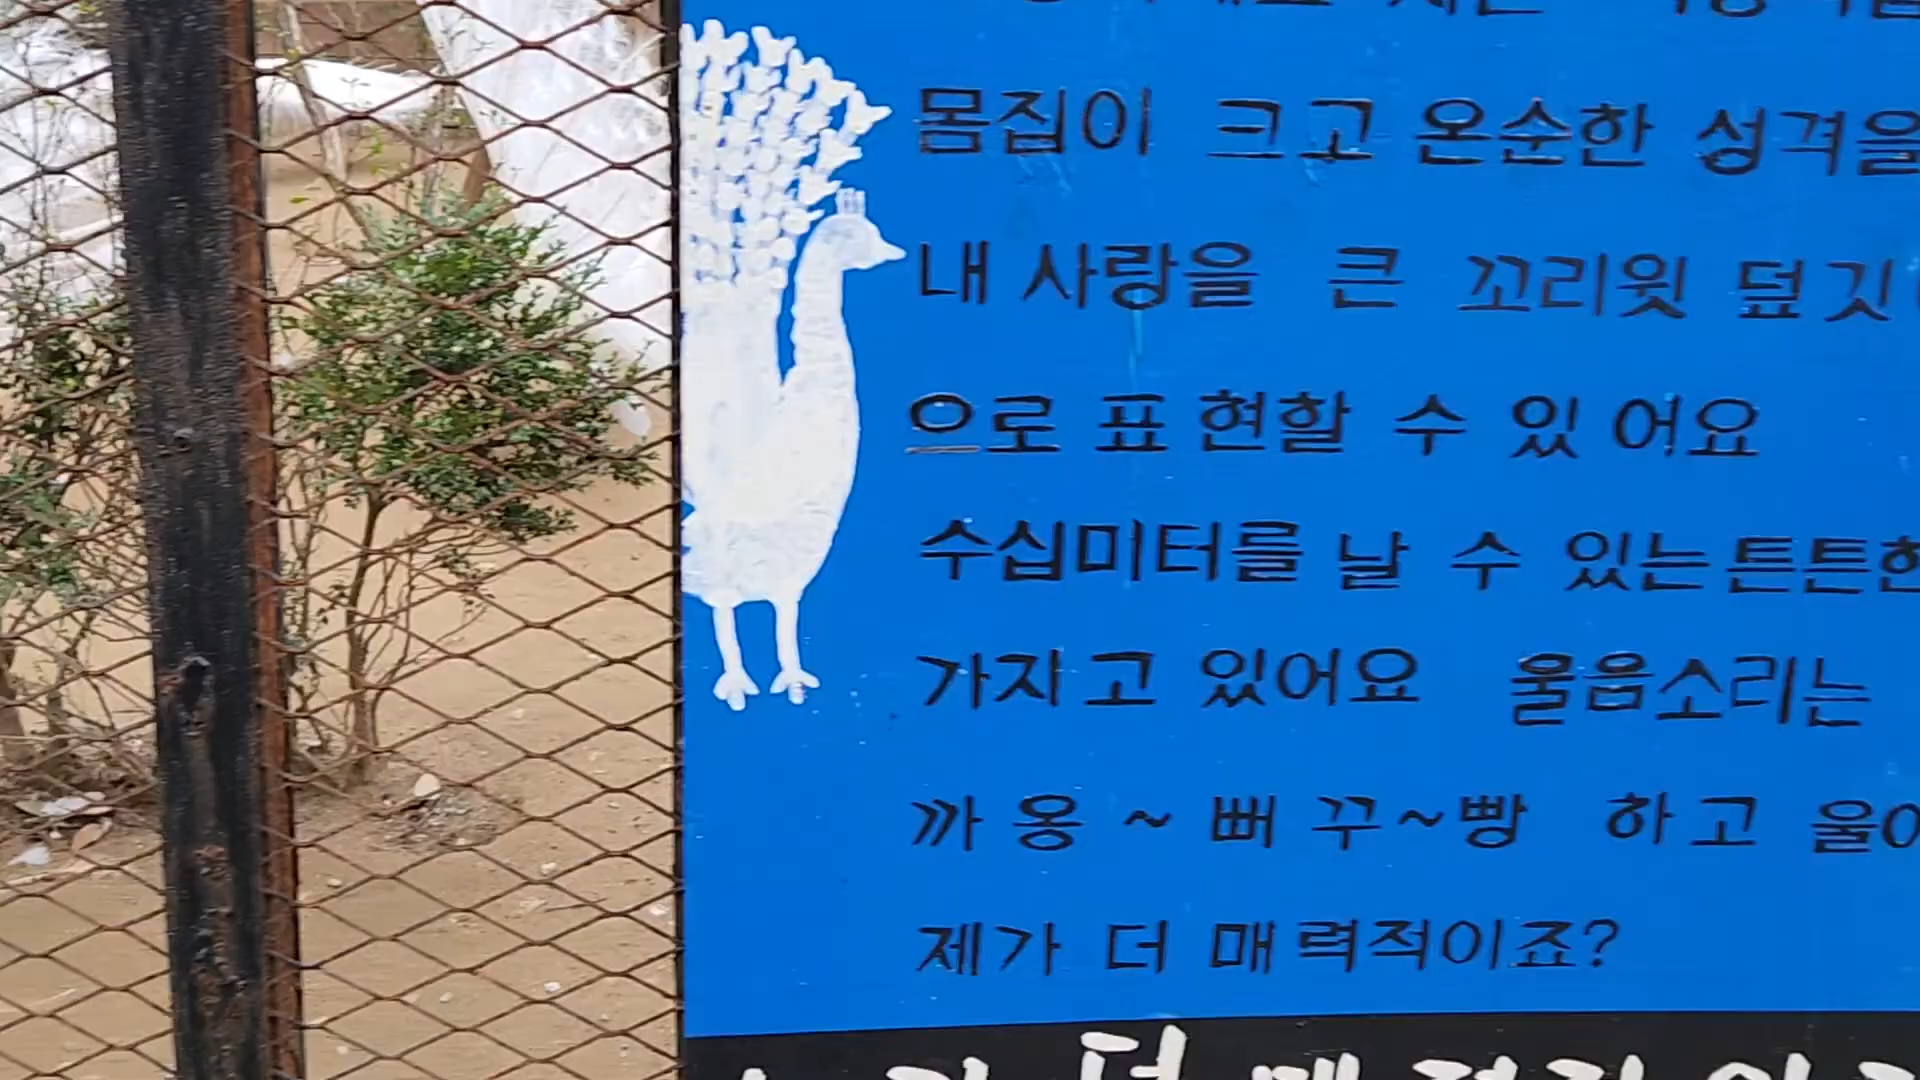 몸집이 크고 온순한 성격을
내 사랑을 큰 꼬리윗 덮깃
으로 표현할 수 있어요
수십미터를 날 수 있는 튼튼한
가지고 있어요 울음소리는
까옹~뻐꾸~빵 하고 울어
제가 더 매력적이죠?